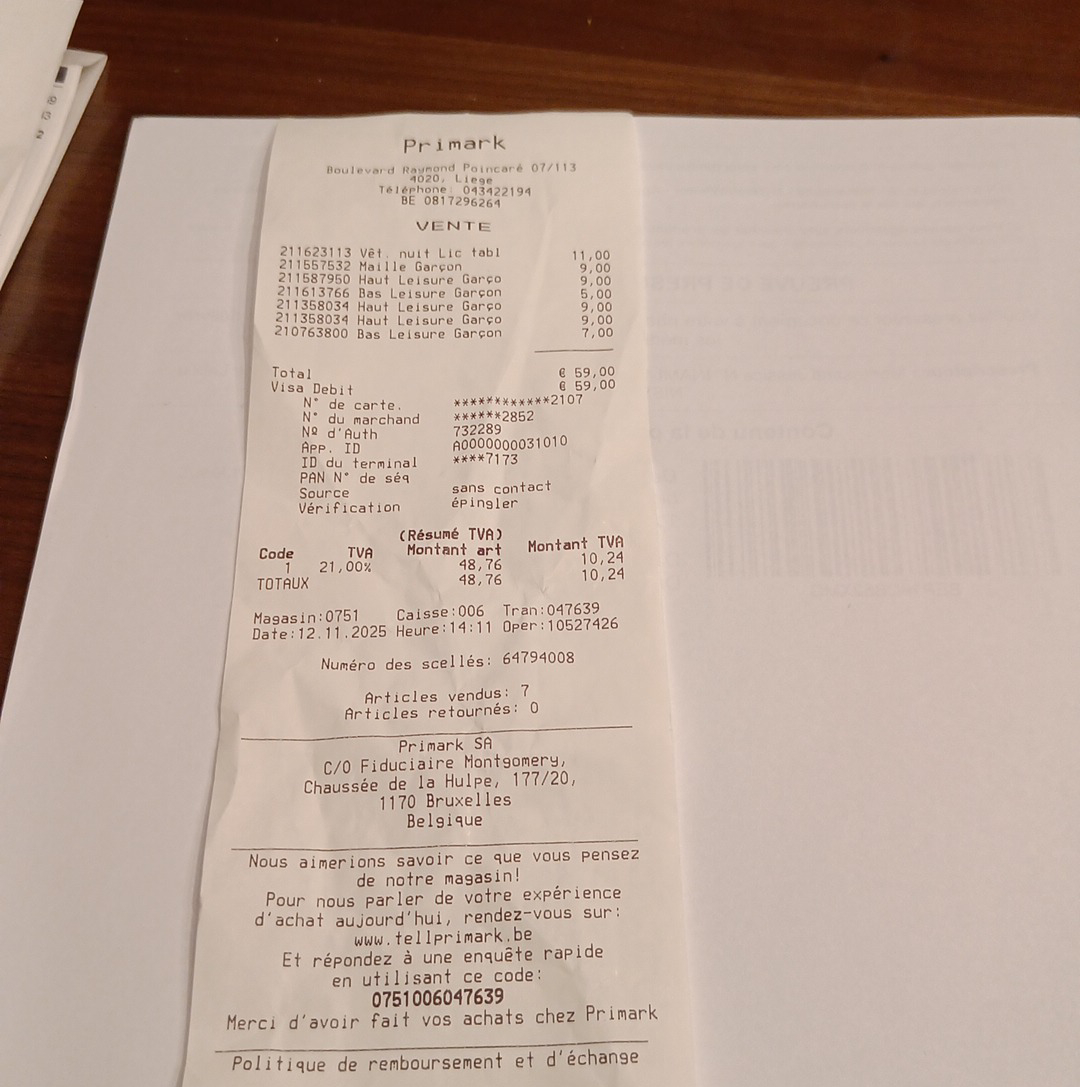 Primark
Boulevard Raymond Poincaré 07/113
4020, Liege
Téléphone: 043422194
BE 0817296264
VENTE
211623113 Vêt. nuit Lic tabl 11,00
211557532 Maille Garçon 9,00
211587950 Haut Leisure Garço 9,00
211613766 Bas Leisure Garçon 5,00
211358034 Haut Leisure Garço 9,00
211358034 Haut Leisure Garço 9,00
210763800 Bas Leisure Garçon 7,00
Total € 59,00
Visa Debit € 59,00
N° de carte. ************2107
N° du marchand ******2852
Nº d'Auth 732289
App. ID A0000000031010
ID du terminal ****7173
PAN N° de séq
Source sans contact
Vérification épingler
(Résumé TVA)
Code TVA Montant art Montant TVA
1 21,00% 48,76 10,24
TOTAUX 48,76 10,24
Magasin:0751 Caisse:006 Tran:047639
Date:12.11.2025 Heure:14:11 Oper:10527426
Numéro des scellés: 64794008
Articles vendus: 7
Articles retournés: 0
Primark SA
C/O Fiduciaire Montgomery,
Chaussée de la Hulpe, 177/20,
1170 Bruxelles
Belgique
Nous aimerions savoir ce que vous pensez
de notre magasin!
Pour nous parler de votre expérience
d'achat aujourd'hui, rendez-vous sur:
www.tellprimark.be
Et répondez à une enquête rapide
en utilisant ce code:
0751006047639
Merci d'avoir fait vos achats chez Primark
Politique de remboursement et d'échange